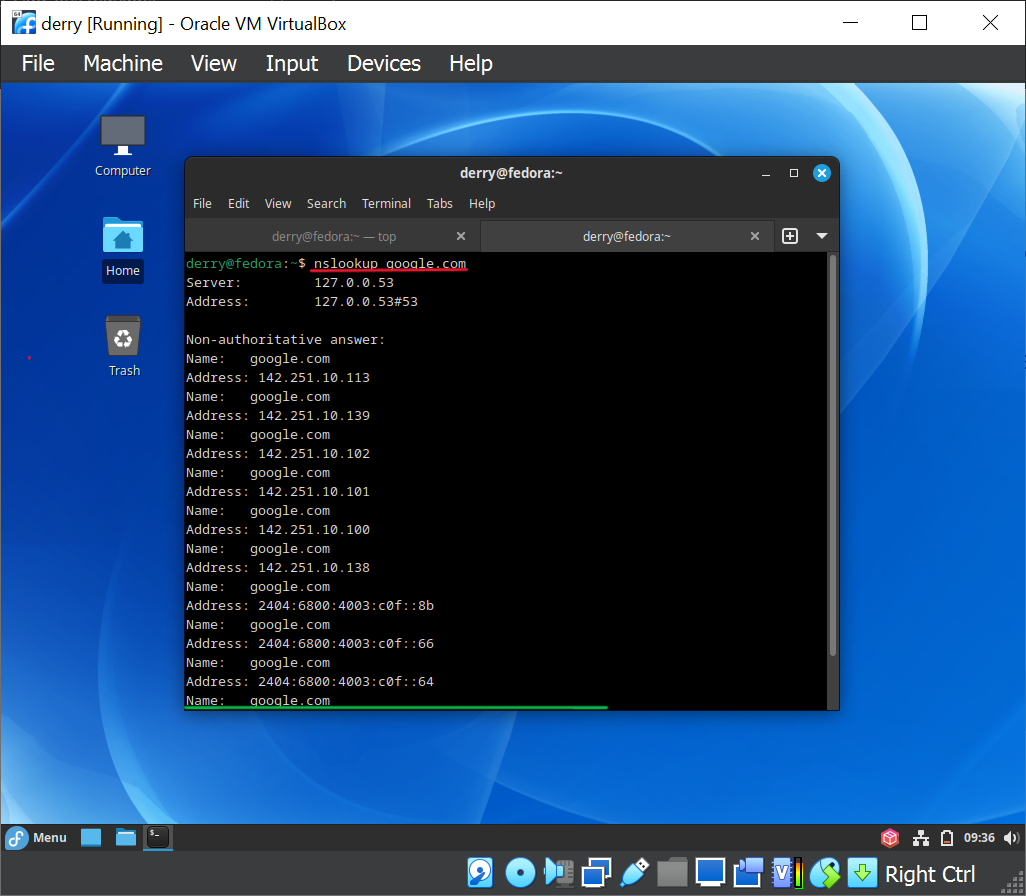 derry [Running] - Oracle VM VirtualBox
File Machine View Input Devices Help
Computer
Home
Trash
derry@fedora:~
File Edit View Search Terminal Tabs Help
derry@fedora:~ — top
derry@fedora:~
derry@fedora:~$ nslookup google.com
Server: 127.0.0.53
Address: 127.0.0.53#53
Non-authoritative answer:
Name: google.com
Address: 142.251.10.113
Name: google.com
Address: 142.251.10.139
Name: google.com
Address: 142.251.10.102
Name: google.com
Address: 142.251.10.101
Name: google.com
Address: 142.251.10.100
Name: google.com
Address: 142.251.10.138
Name: google.com
Address: 2404:6800:4003:c0f::8b
Name: google.com
Address: 2404:6800:4003:c0f::66
Name: google.com
Address: 2404:6800:4003:c0f::64
Name: google.com
Menu
09:36
Right Ctrl